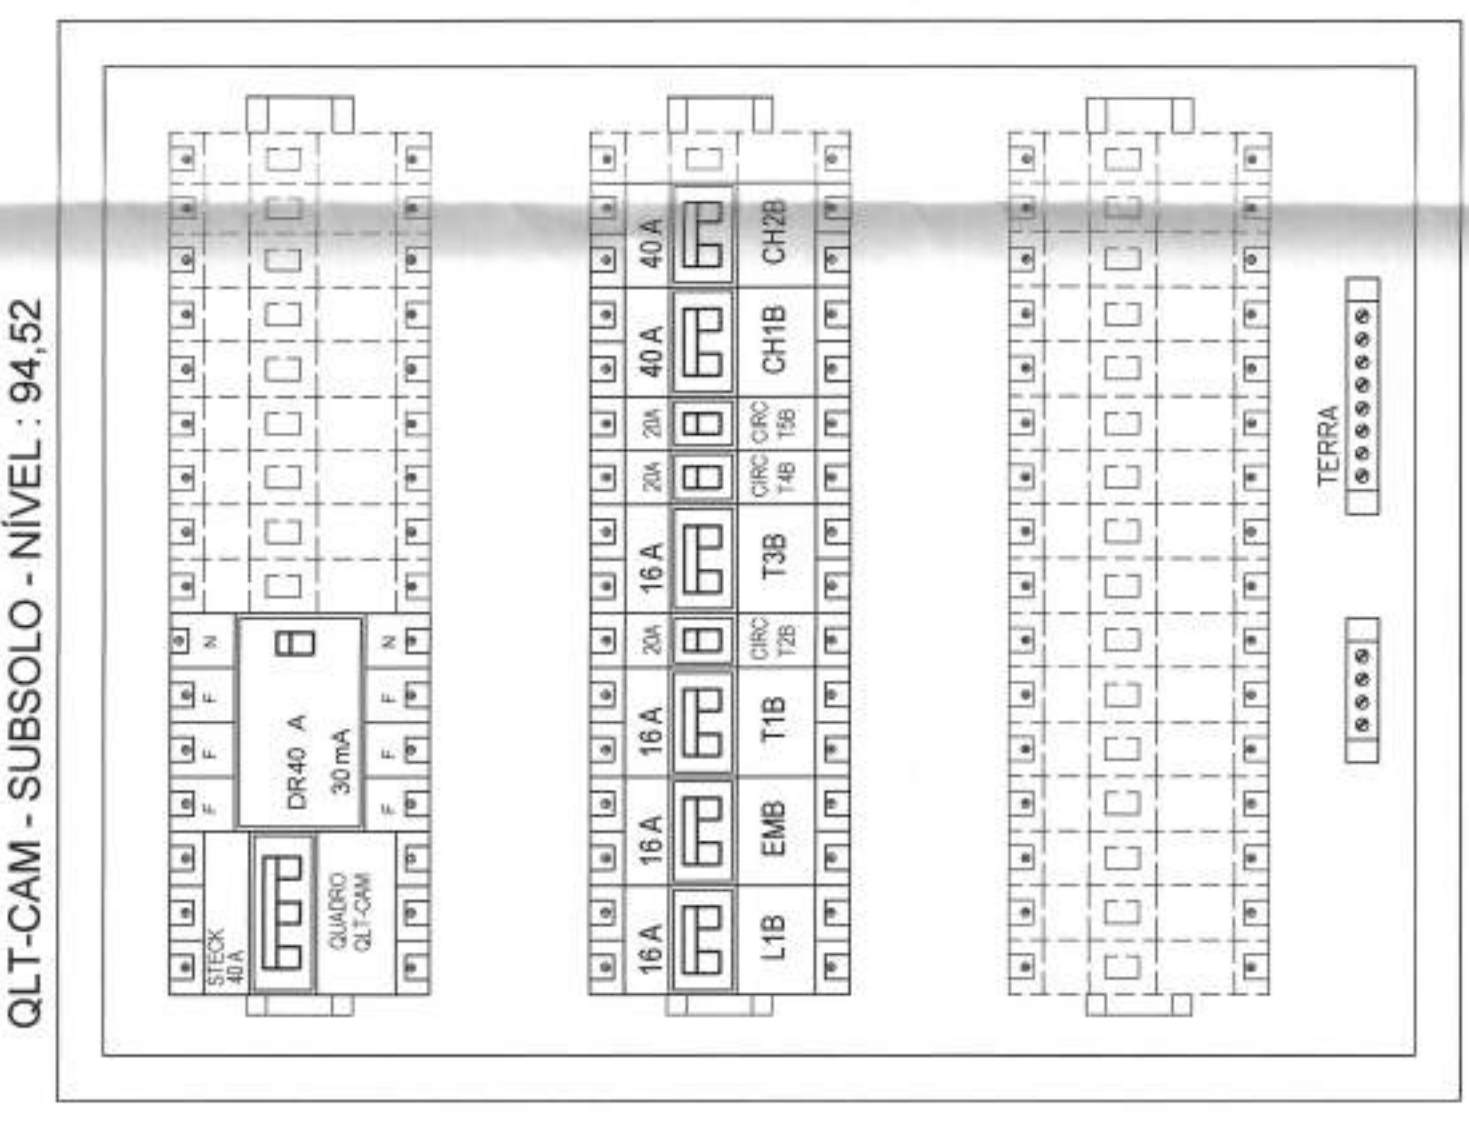 QLT-CAM - SUBSOLO - NÍVEL : 94,52
STECK
40 A
QUADRO
QLT-CAM
F
F
F
N
DR40 A
30 mA
F
F
F
N
16 A
L1B
16 A
EMB
16 A
T1B
20A
CIRC
T2B
16 A
T3B
20A
CIRC
T4B
20A
CIRC
T5B
40 A
CH1B
40 A
CH2B
TERRA